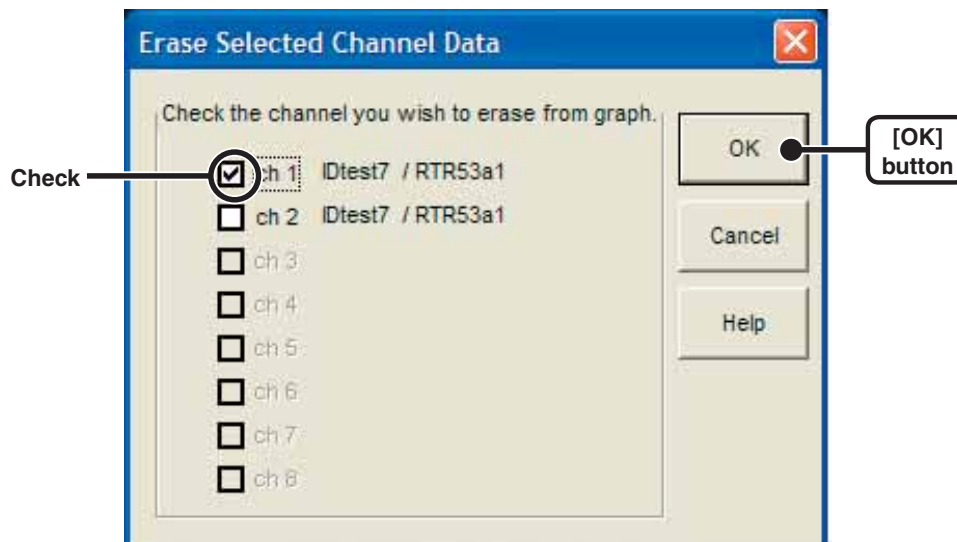 Erase Selected Channel Data
Check the channel you wish to erase from graph.
Check
ch 1 IDtest7 / RTR53a1
ch 2 IDtest7 / RTR53a1
ch 3
ch 4
ch 5
ch 6
ch 7
ch 8
OK
[OK]
button
Cancel
Help